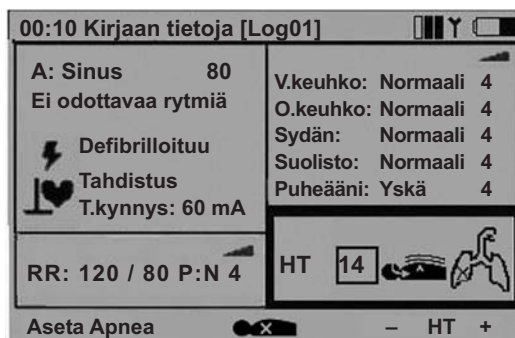 00:10 Kirjaan tietoja [Log01]
A: Sinus 80
Ei odottavaa rytmiä
Defibrilloituu
Tahdistus
T.kynnys: 60 mA
V.keuhko: Normaali 4
O.keuhko: Normaali 4
Sydän: Normaali 4
Suolisto: Normaali 4
Puheääni: Yskä 4
RR: 120 / 80 P:N 4
HT 14
Aseta Apnea – HT +